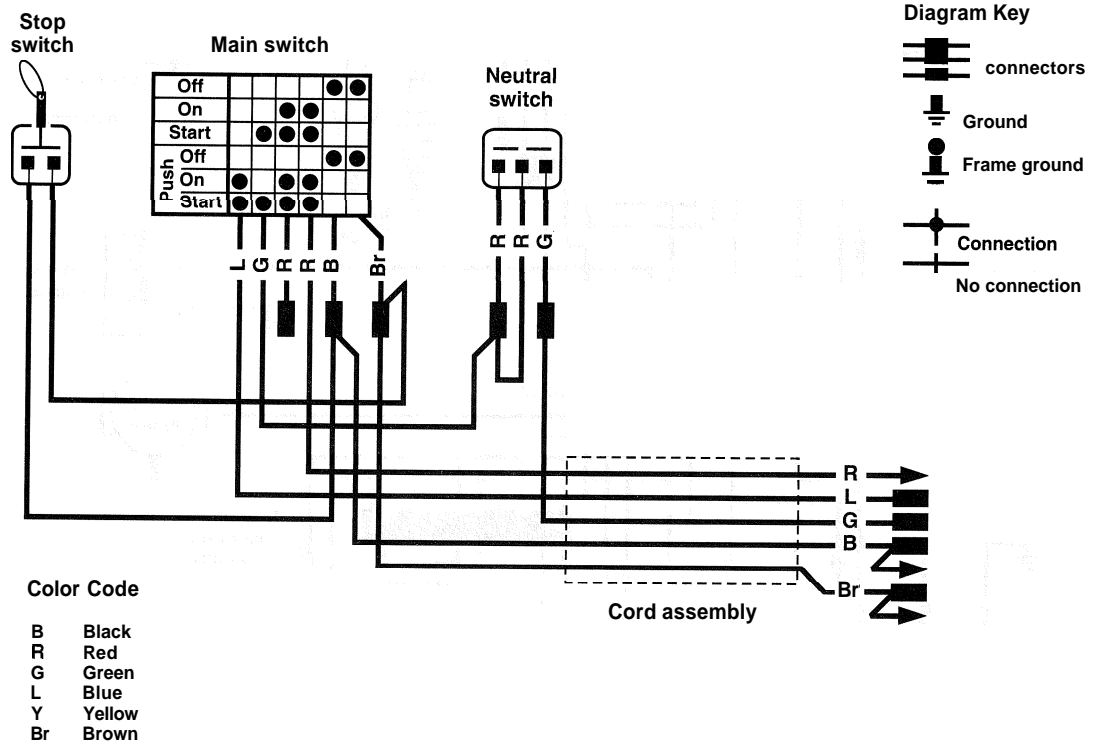 Stop
switch
Main switch
Neutral
switch
Diagram Key
connectors
Ground
Frame ground
Connection
No connection
Off
On
Start
Push
Off
On
Start
L G R R B Br
R R G
R
L
G
B
Br
Cord assembly
Color Code
B Black
R Red
G Green
L Blue
Y Yellow
Br Brown